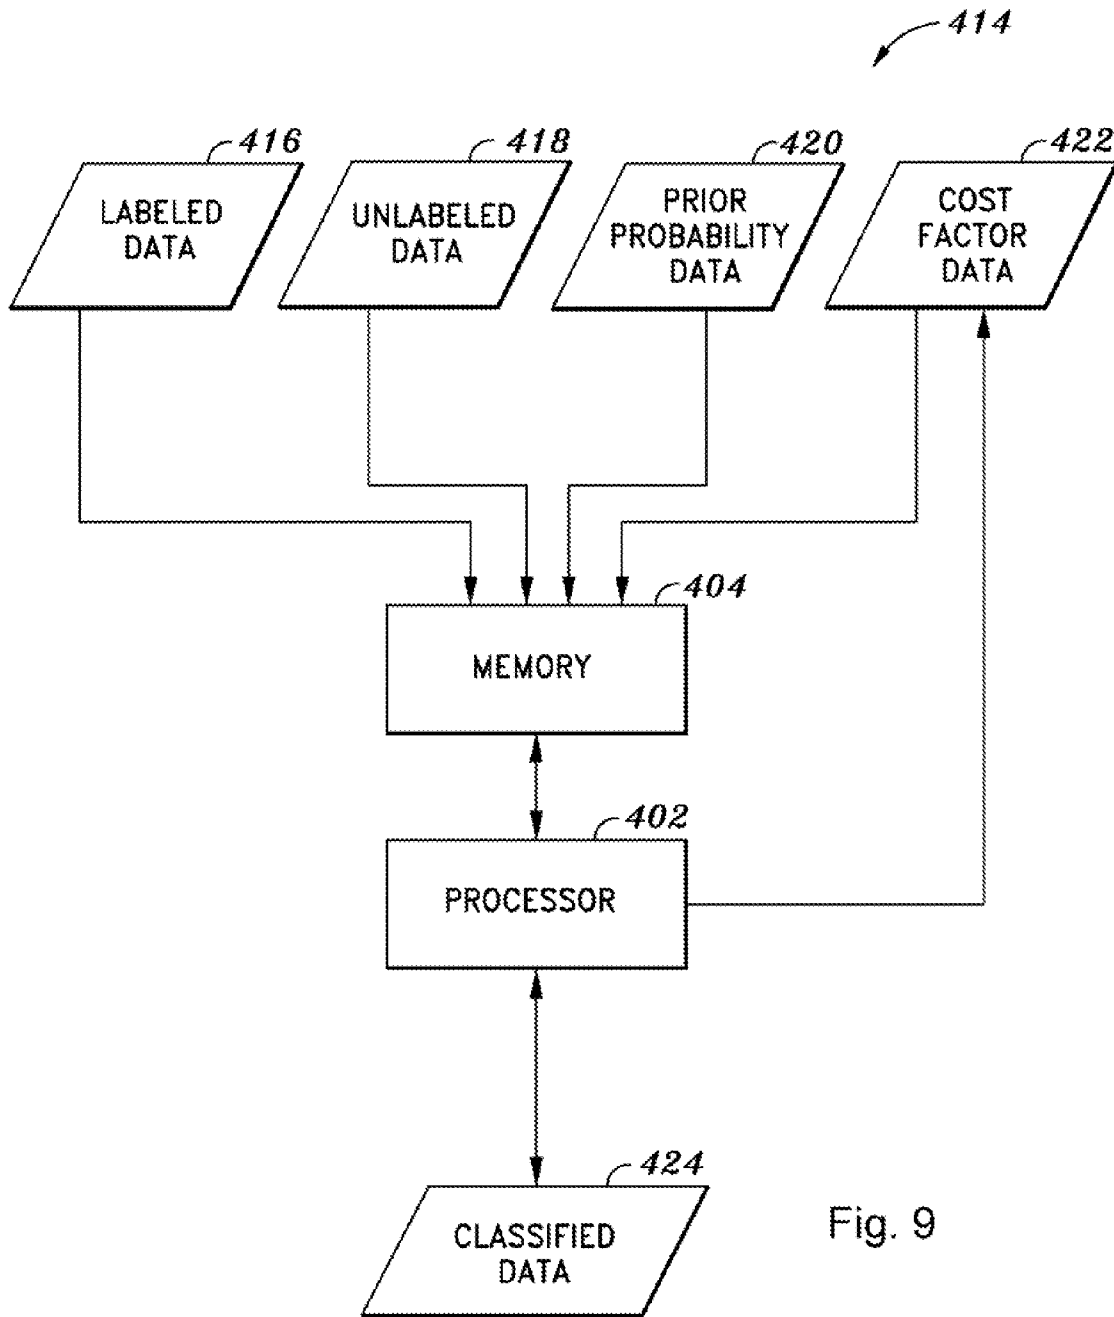 414
416
LABELED
DATA
418
UNLABELED
DATA
420
PRIOR
PROBABILITY
DATA
422
COST
FACTOR
DATA
404
MEMORY
402
PROCESSOR
424
CLASSIFIED
DATA
Fig. 9